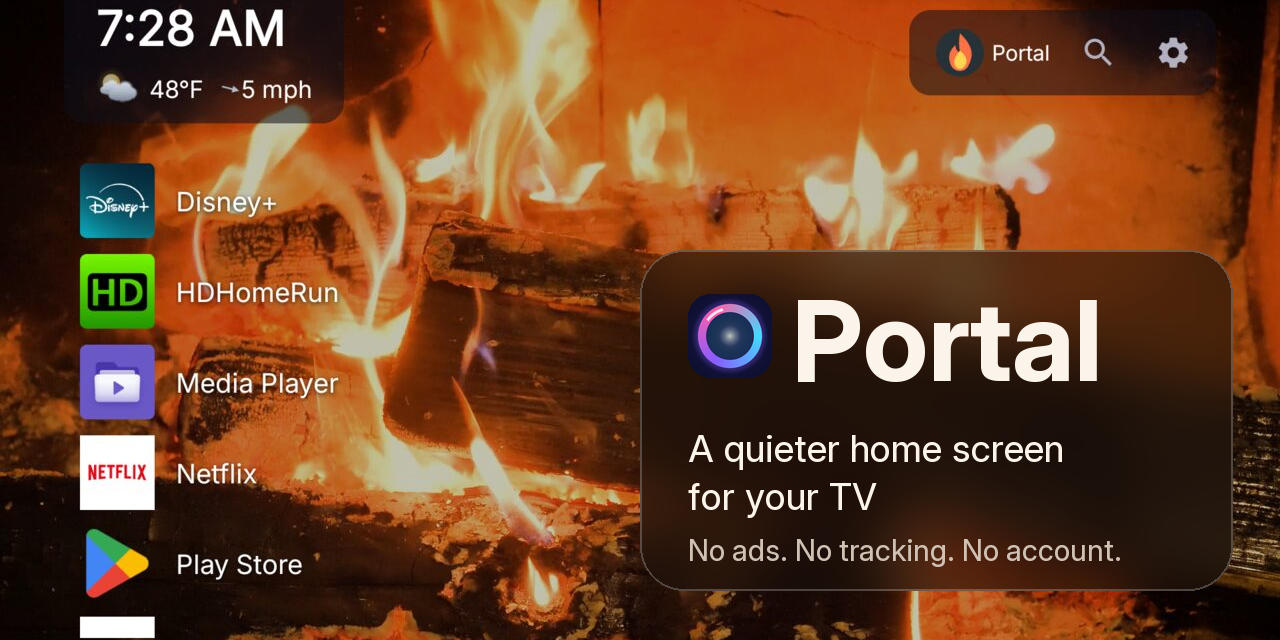 7:28 AM
48°F
5 mph
Portal
Disney+
Disney+
HD
HDHomeRun
Media Player
NETFLIX
Netflix
Play Store
Portal
A quieter home screen
for your TV
No ads. No tracking. No account.